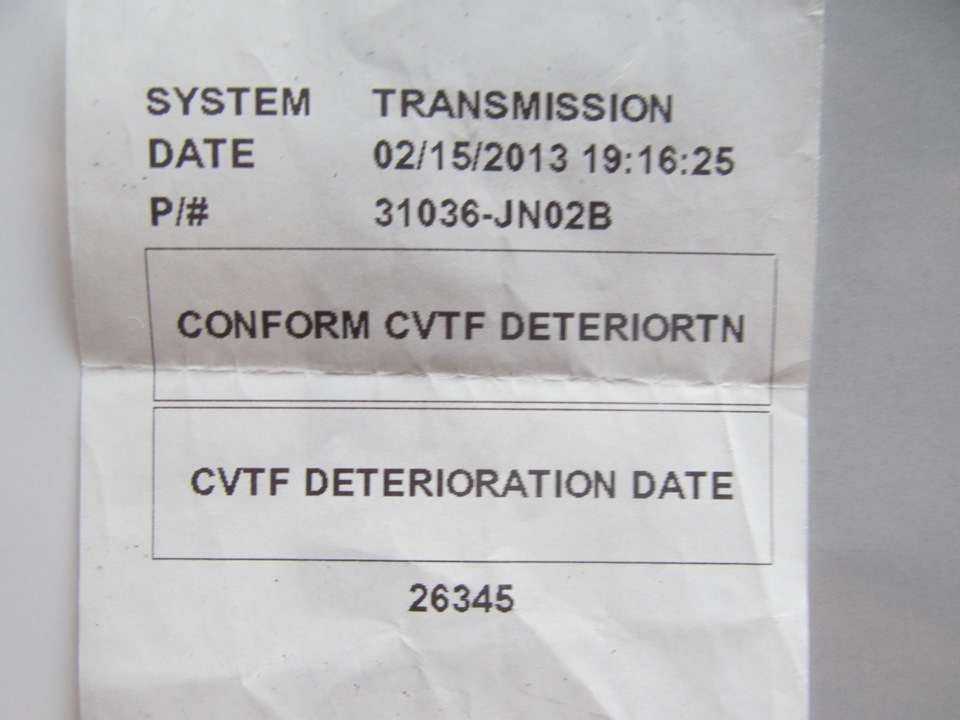 SYSTEM TRANSMISSION
DATE 02/15/2013 19:16:25
P/# 31036-JN02B
CONFORM CVTF DETERIORTN
CVTF DETERIORATION DATE
26345